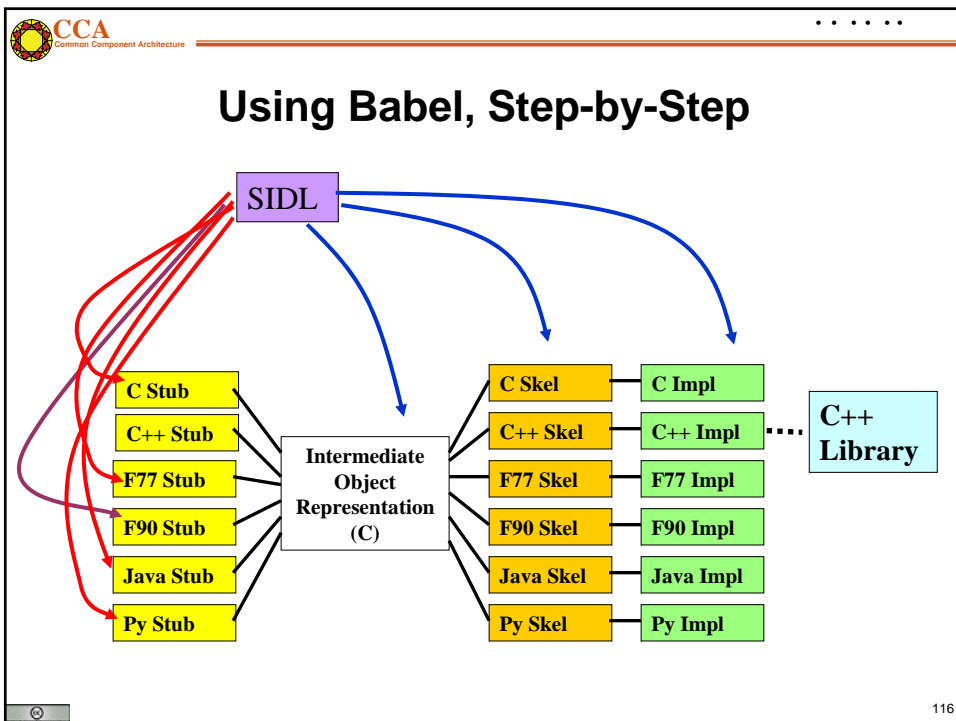 CCA
Common Component Architecture
Using Babel, Step-by-Step
SIDL
C Stub
C++ Stub
F77 Stub
F90 Stub
Java Stub
Py Stub
Intermediate
Object
Representation
(C)
C Skel
C++ Skel
F77 Skel
F90 Skel
Java Skel
Py Skel
C Impl
C++ Impl
F77 Impl
F90 Impl
Java Impl
Py Impl
C++
Library
cc
116